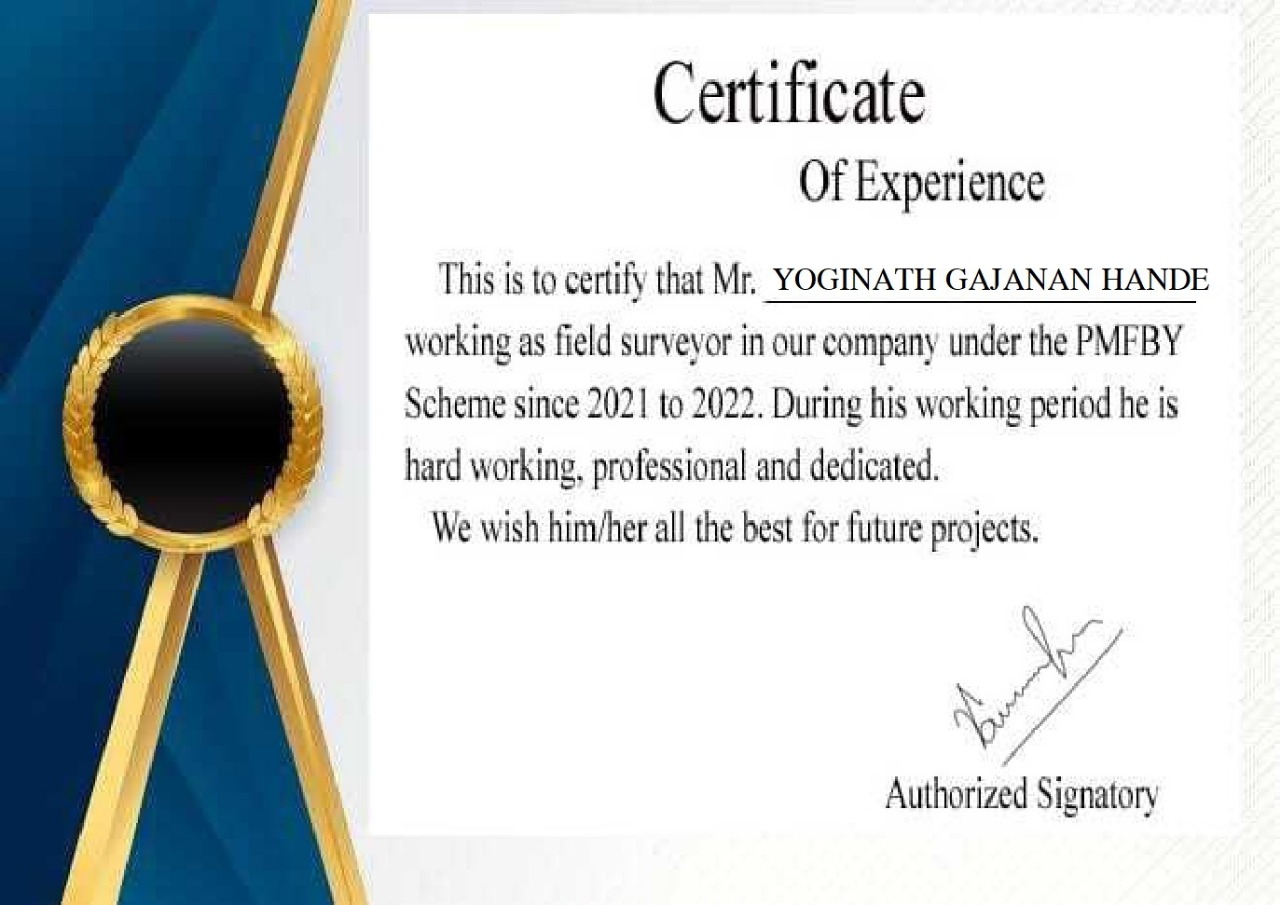 Certificate
Of Experience
This is to certify that Mr. YOGINATH GAJANAN HANDE
working as field surveyor in our company under the PMFBY
Scheme since 2021 to 2022. During his working period he is
hard working, professional and dedicated.
We wish him/her all the best for future projects.
Authorized Signatory